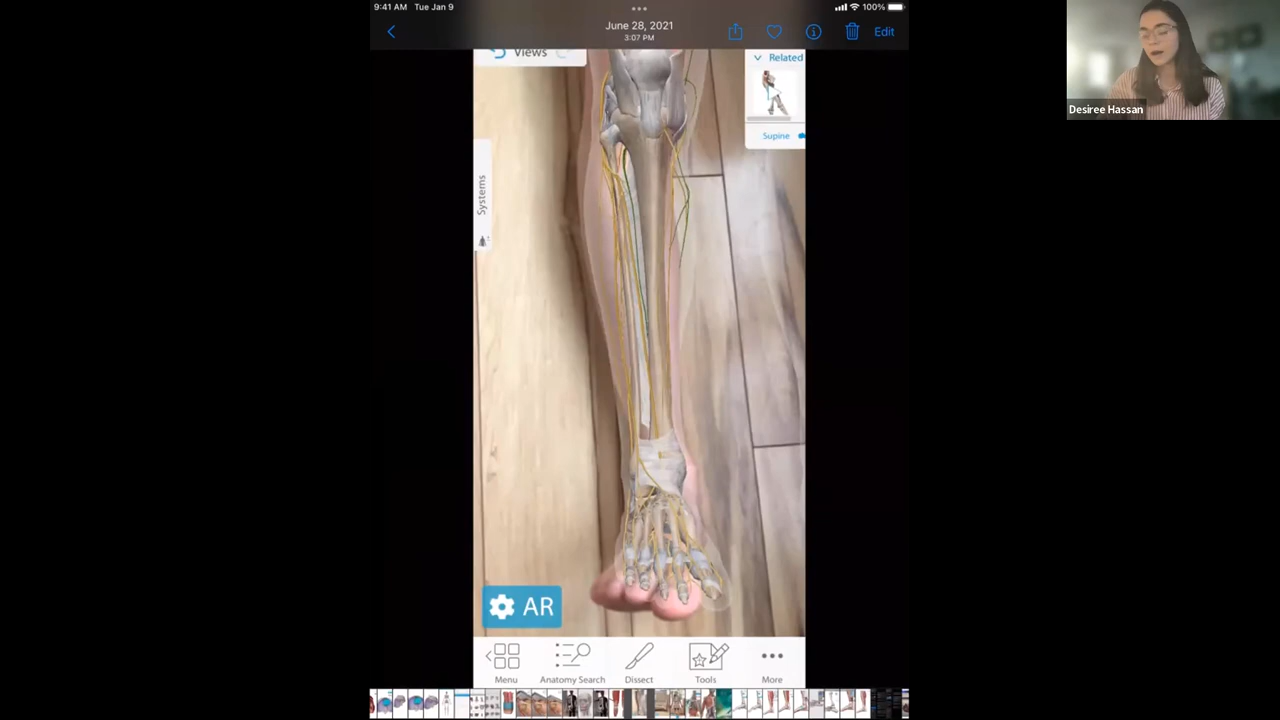 9:41 AM Tue Jan 9
100%
June 28, 2021
3:07 PM
Edit
Views
Related
Supine
Systems
AR
Menu
Anatomy Search
Dissect
Tools
More
Desiree Hassan